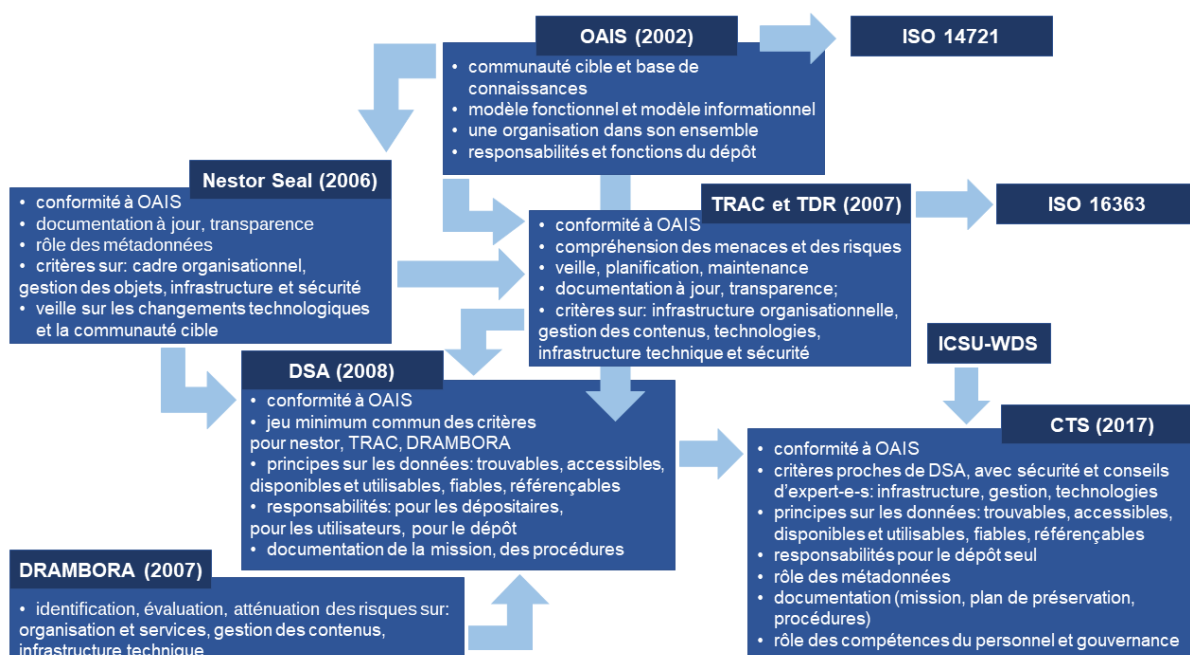 OAIS (2002)
ISO 14721
• communauté cible et base de
connaissances
• modèle fonctionnel et modèle informationnel
• une organisation dans son ensemble
• responsabilités et fonctions du dépôt
Nestor Seal (2006)
• conformité à OAIS
• documentation à jour, transparence
• rôle des métadonnées
• critères sur: cadre organisationnel,
gestion des objets, infrastructure et sécurité
• veille sur les changements technologiques
et la communauté cible
TRAC et TDR (2007)
ISO 16363
• conformité à OAIS
• compréhension des menaces et des risques
• veille, planification, maintenance
• documentation à jour, transparence;
• critères sur: infrastructure organisationnelle,
gestion des contenus, technologies,
infrastructure technique et sécurité
ICSU-WDS
DSA (2008)
• conformité à OAIS
• jeu minimum commun des critères
pour nestor, TRAC, DRAMBORA
• principes sur les données: trouvables, accessibles,
disponibles et utilisables, fiables, référençables
• responsabilités: pour les dépositaires,
pour les utilisateurs, pour le dépôt
• documentation de la mission, des procédures
CTS (2017)
• conformité à OAIS
• critères proches de DSA, avec sécurité et conseils
d'expert-e-s: infrastructure, gestion, technologies
• principes sur les données: trouvables, accessibles,
disponibles et utilisables, fiables, référençables
• responsabilités pour le dépôt seul
• rôle des métadonnées
• documentation (mission, plan de préservation,
procédures)
• rôle des compétences du personnel et gouvernance
DRAMBORA (2007)
• identification, évaluation, atténuation des risques sur:
organisation et services, gestion des contenus,
infrastructure technique